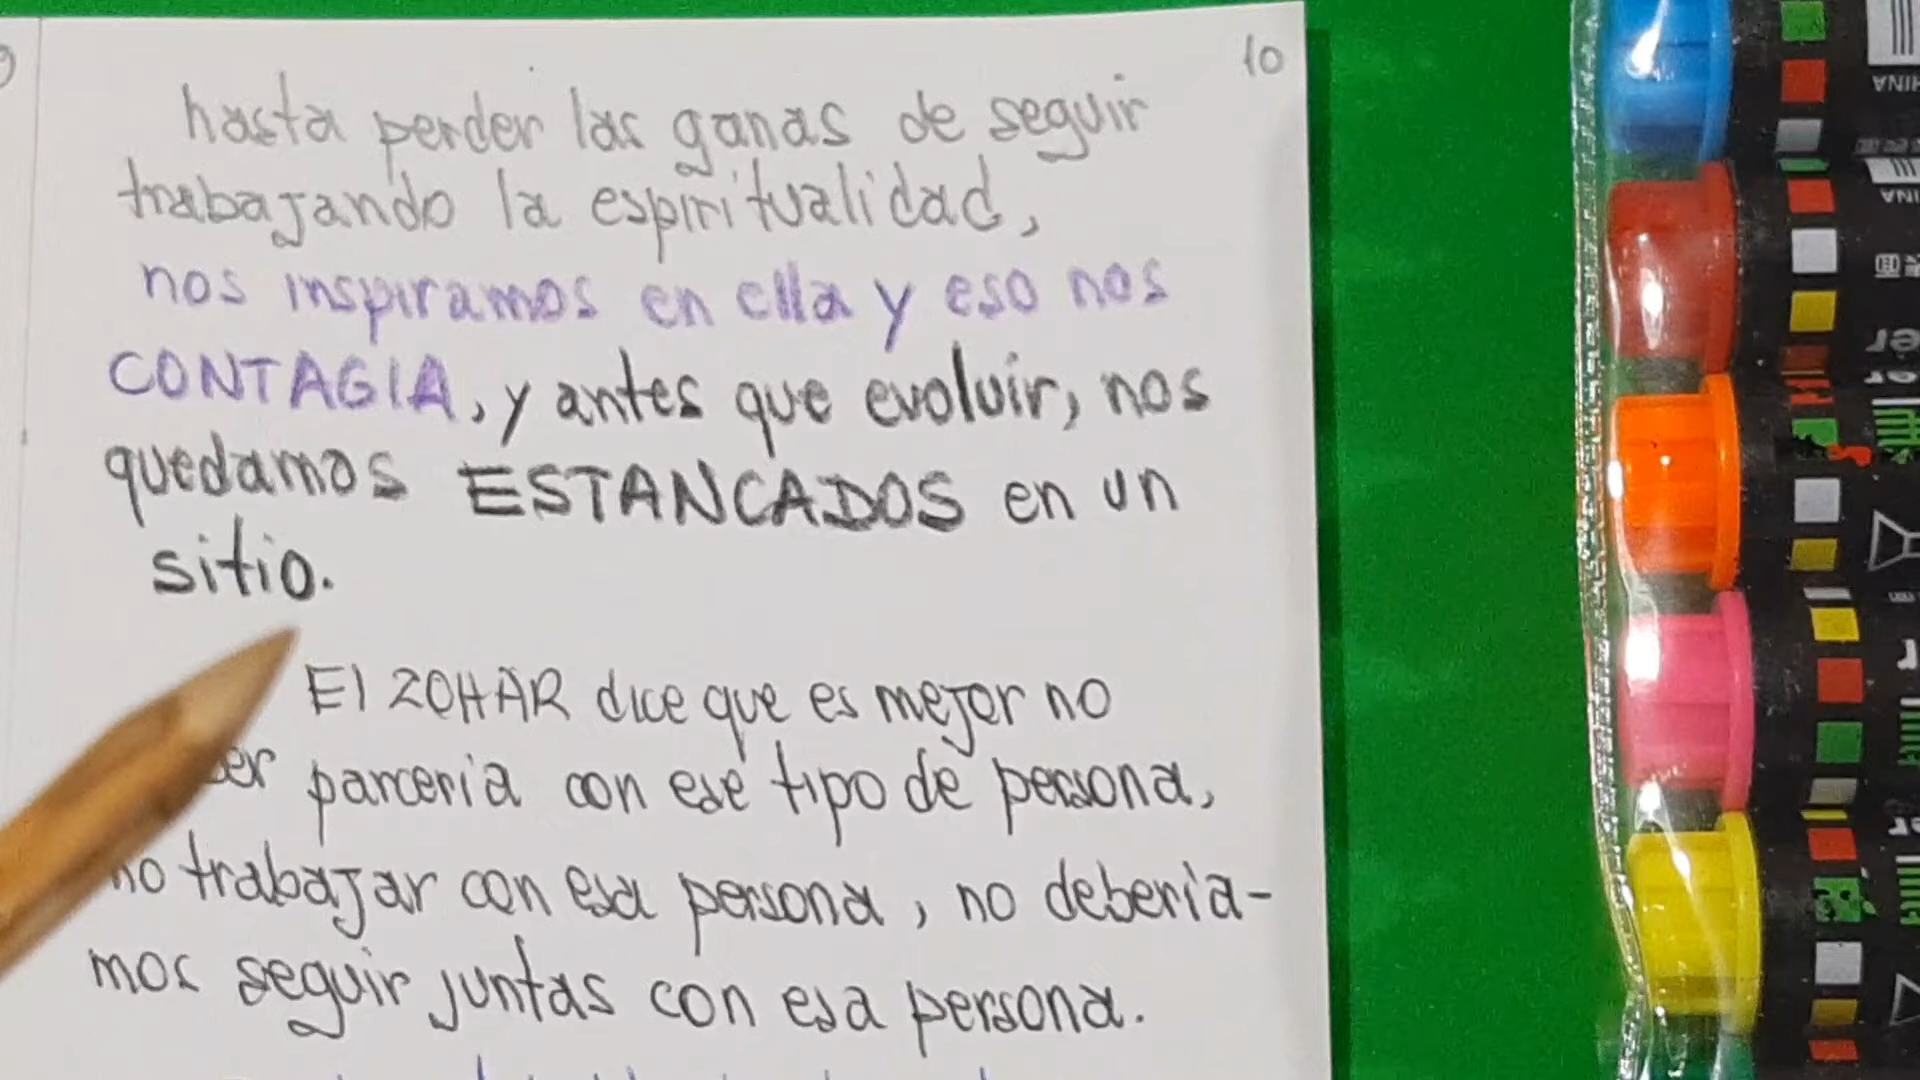 10
hasta perder las ganas de seguir
trabajando la espiritualidad,
nos inspiramos en ella y eso nos
CONTAGIA, y antes que evoluir, nos
quedamos ESTANCADOS en un
sitio.
El ZOHAR dice que es mejor no
parceria con ese tipo de persona,
no trabajar con esa persona, no deberia-
mos seguir juntas con esa persona.